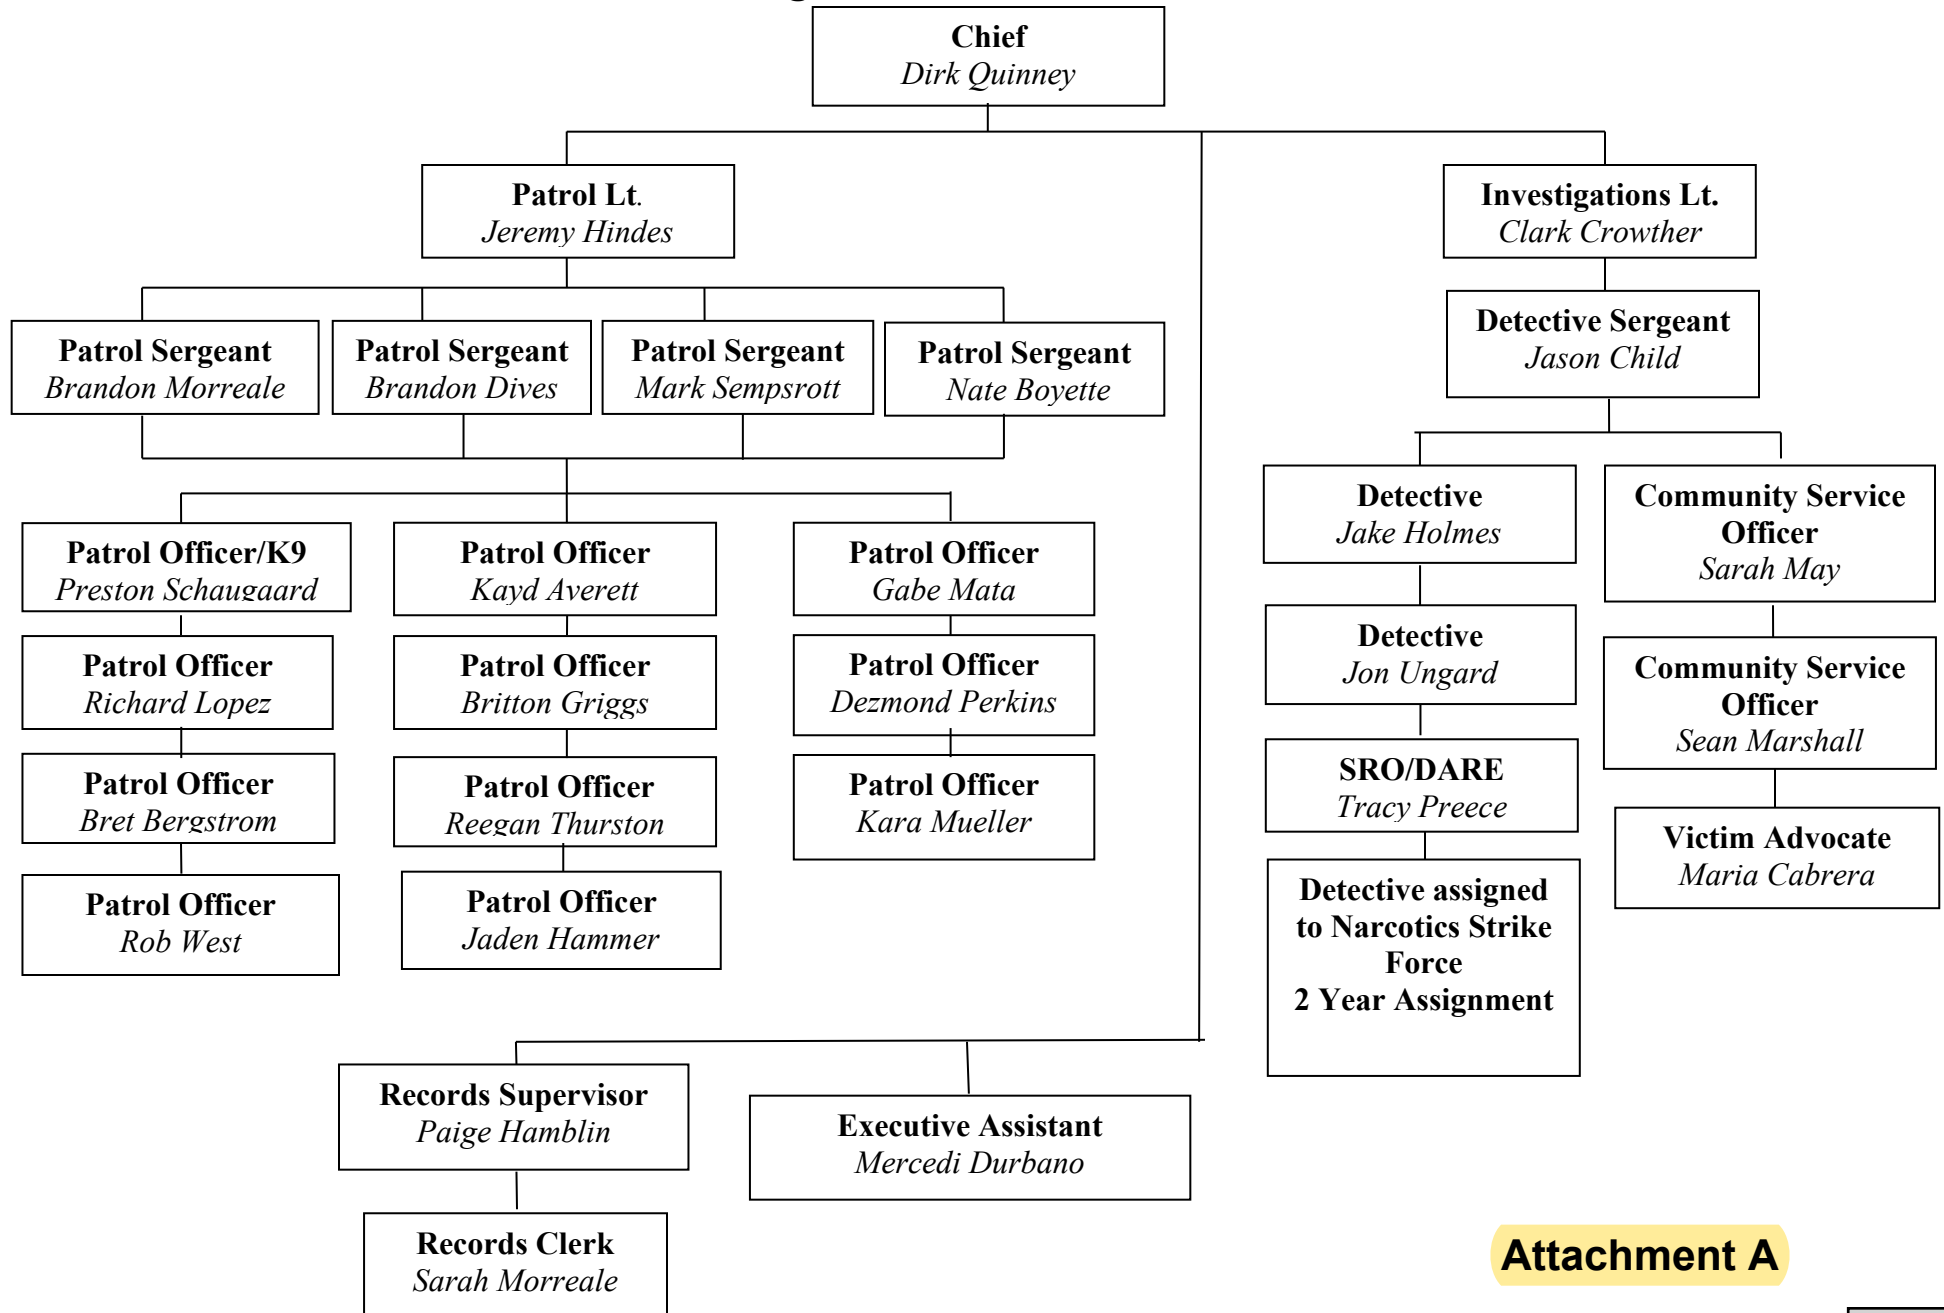 Chief
Dirk Quinney
Patrol Lt.
Jeremy Hindes
Investigations Lt.
Clark Crowther
Patrol Sergeant
Brandon Morreale
Patrol Sergeant
Brandon Dives
Patrol Sergeant
Mark Sempsrott
Patrol Sergeant
Nate Boyette
Detective Sergeant
Jason Child
Patrol Officer/K9
Preston Schaugaard
Patrol Officer
Kayd Averett
Patrol Officer
Gabe Mata
Detective
Jake Holmes
Community Service
Officer
Sarah May
Patrol Officer
Richard Lopez
Patrol Officer
Britton Griggs
Patrol Officer
Dezmond Perkins
Detective
Jon Ungard
Community Service
Officer
Sean Marshall
Patrol Officer
Bret Bergstrom
Patrol Officer
Reegan Thurston
Patrol Officer
Kara Mueller
SRO/DARE
Tracy Preece
Victim Advocate
Maria Cabrera
Patrol Officer
Rob West
Patrol Officer
Jaden Hammer
Detective assigned
to Narcotics Strike
Force
2 Year Assignment
Records Supervisor
Paige Hamblin
Executive Assistant
Mercedi Durbano
Records Clerk
Sarah Morreale
Attachment A